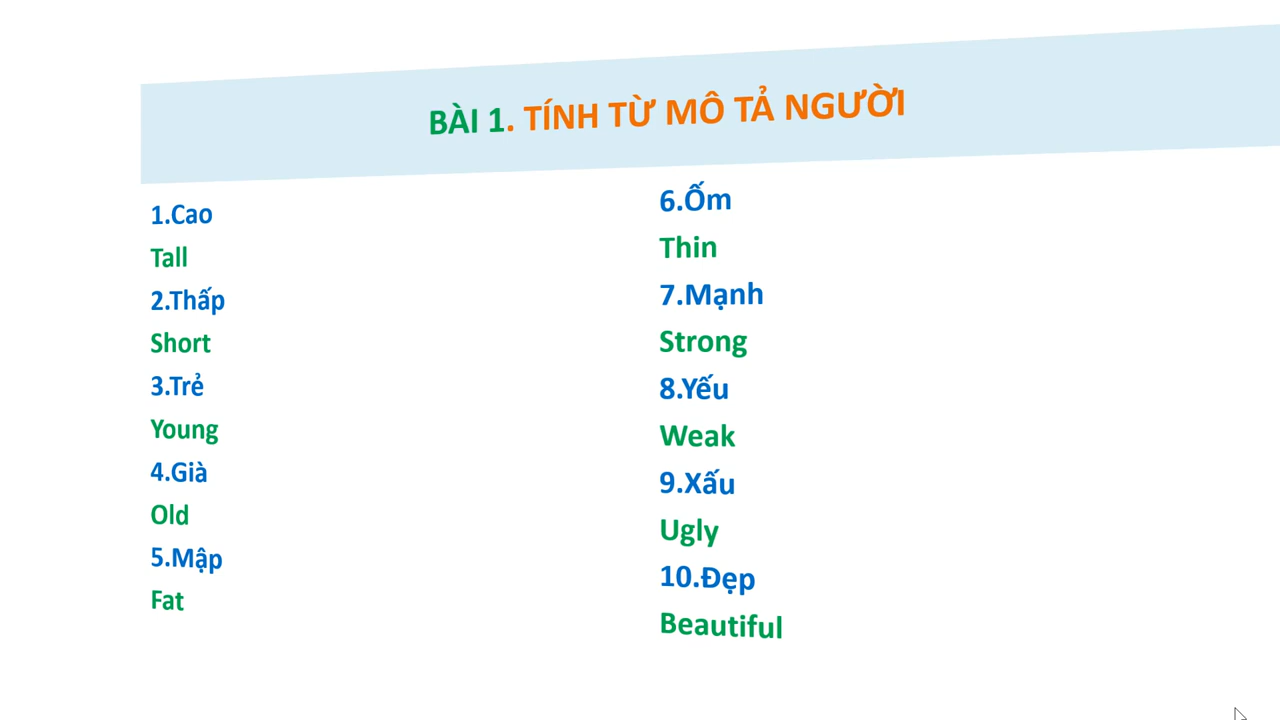 BÀI 1. TÍNH TỪ MÔ TẢ NGƯỜI
1.Cao
Tall
2.Thấp
Short
3.Trẻ
Young
4.Già
Old
5.Mập
Fat
6.Ốm
Thin
7.Mạnh
Strong
8.Yếu
Weak
9.Xấu
Ugly
10.Đẹp
Beautiful